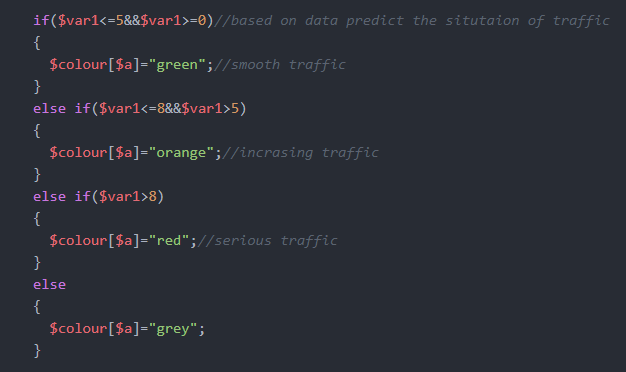 if($var1<=5&&$var1>=0)//based on data predict the situtaion of traffic
{
$colour[$a]="green";//smooth traffic
}
else if($var1<=8&&$var1>5)
{
$colour[$a]="orange";//incrasing traffic
}
else if($var1>8)
{
$colour[$a]="red";//serious traffic
}
else
{
$colour[$a]="grey";
}